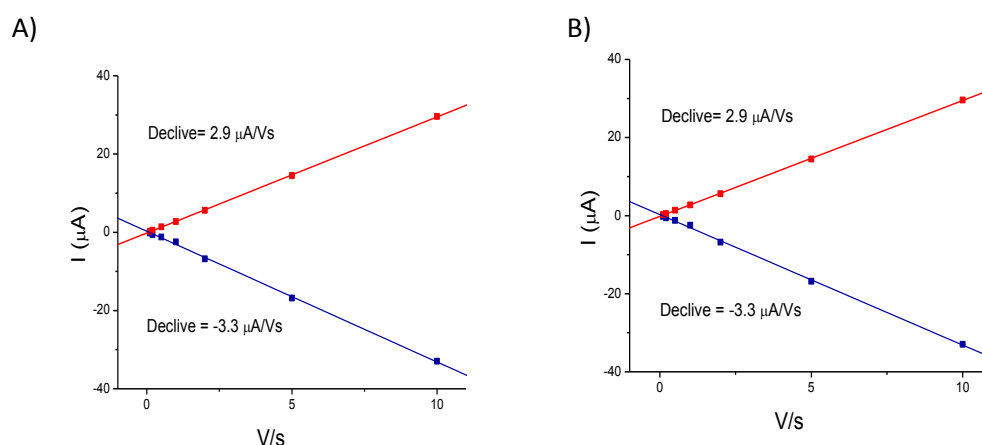 A)
B)
40
20
0
-20
-40
I (μA)
Declive= 2.9 μA/Vs
Declive = -3.3 μA/Vs
0
5
10
V/s
40
20
0
-20
-40
I (μA)
Declive= 2.9 μA/Vs
Declive = -3.3 μA/Vs
0
5
10
V/s